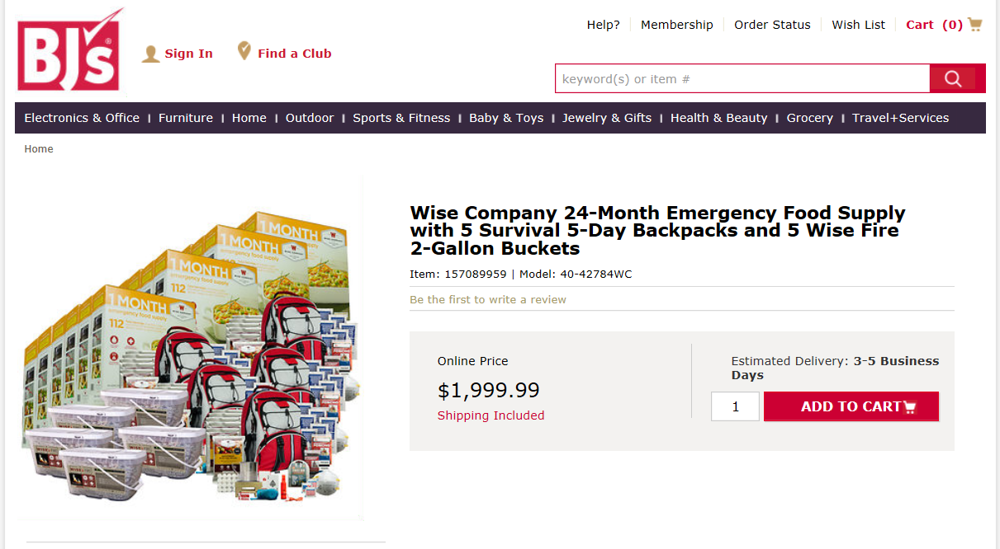 BJ's®
Sign In
Find a Club
Help?
Membership
Order Status
Wish List
Cart (0)
keyword(s) or item #
Electronics & Office | Furniture | Home | Outdoor | Sports & Fitness | Baby & Toys | Jewelry & Gifts | Health & Beauty | Grocery | Travel+Services
Home
1 MONTH
1 MONTH
1 MONTH
emergency food supply
112
1 MONTH
emergency food supply
112
Wise Company 24-Month Emergency Food Supply
with 5 Survival 5-Day Backpacks and 5 Wise Fire
2-Gallon Buckets
Item: 157089959 | Model: 40-42784WC
Be the first to write a review
Online Price
$1,999.99
Shipping Included
Estimated Delivery: 3-5 Business
Days
1
ADD TO CART